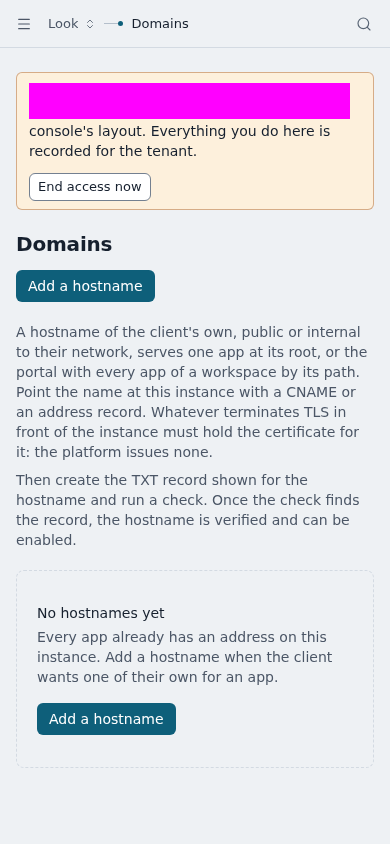 Look
Domains
console's layout. Everything you do here is
recorded for the tenant.
End access now
Domains
Add a hostname
A hostname of the client's own, public or internal
to their network, serves one app at its root, or the
portal with every app of a workspace by its path.
Point the name at this instance with a CNAME or
an address record. Whatever terminates TLS in
front of the instance must hold the certificate for
it: the platform issues none.
Then create the TXT record shown for the
hostname and run a check. Once the check finds
the record, the hostname is verified and can be
enabled.
No hostnames yet
Every app already has an address on this
instance. Add a hostname when the client
wants one of their own for an app.
Add a hostname